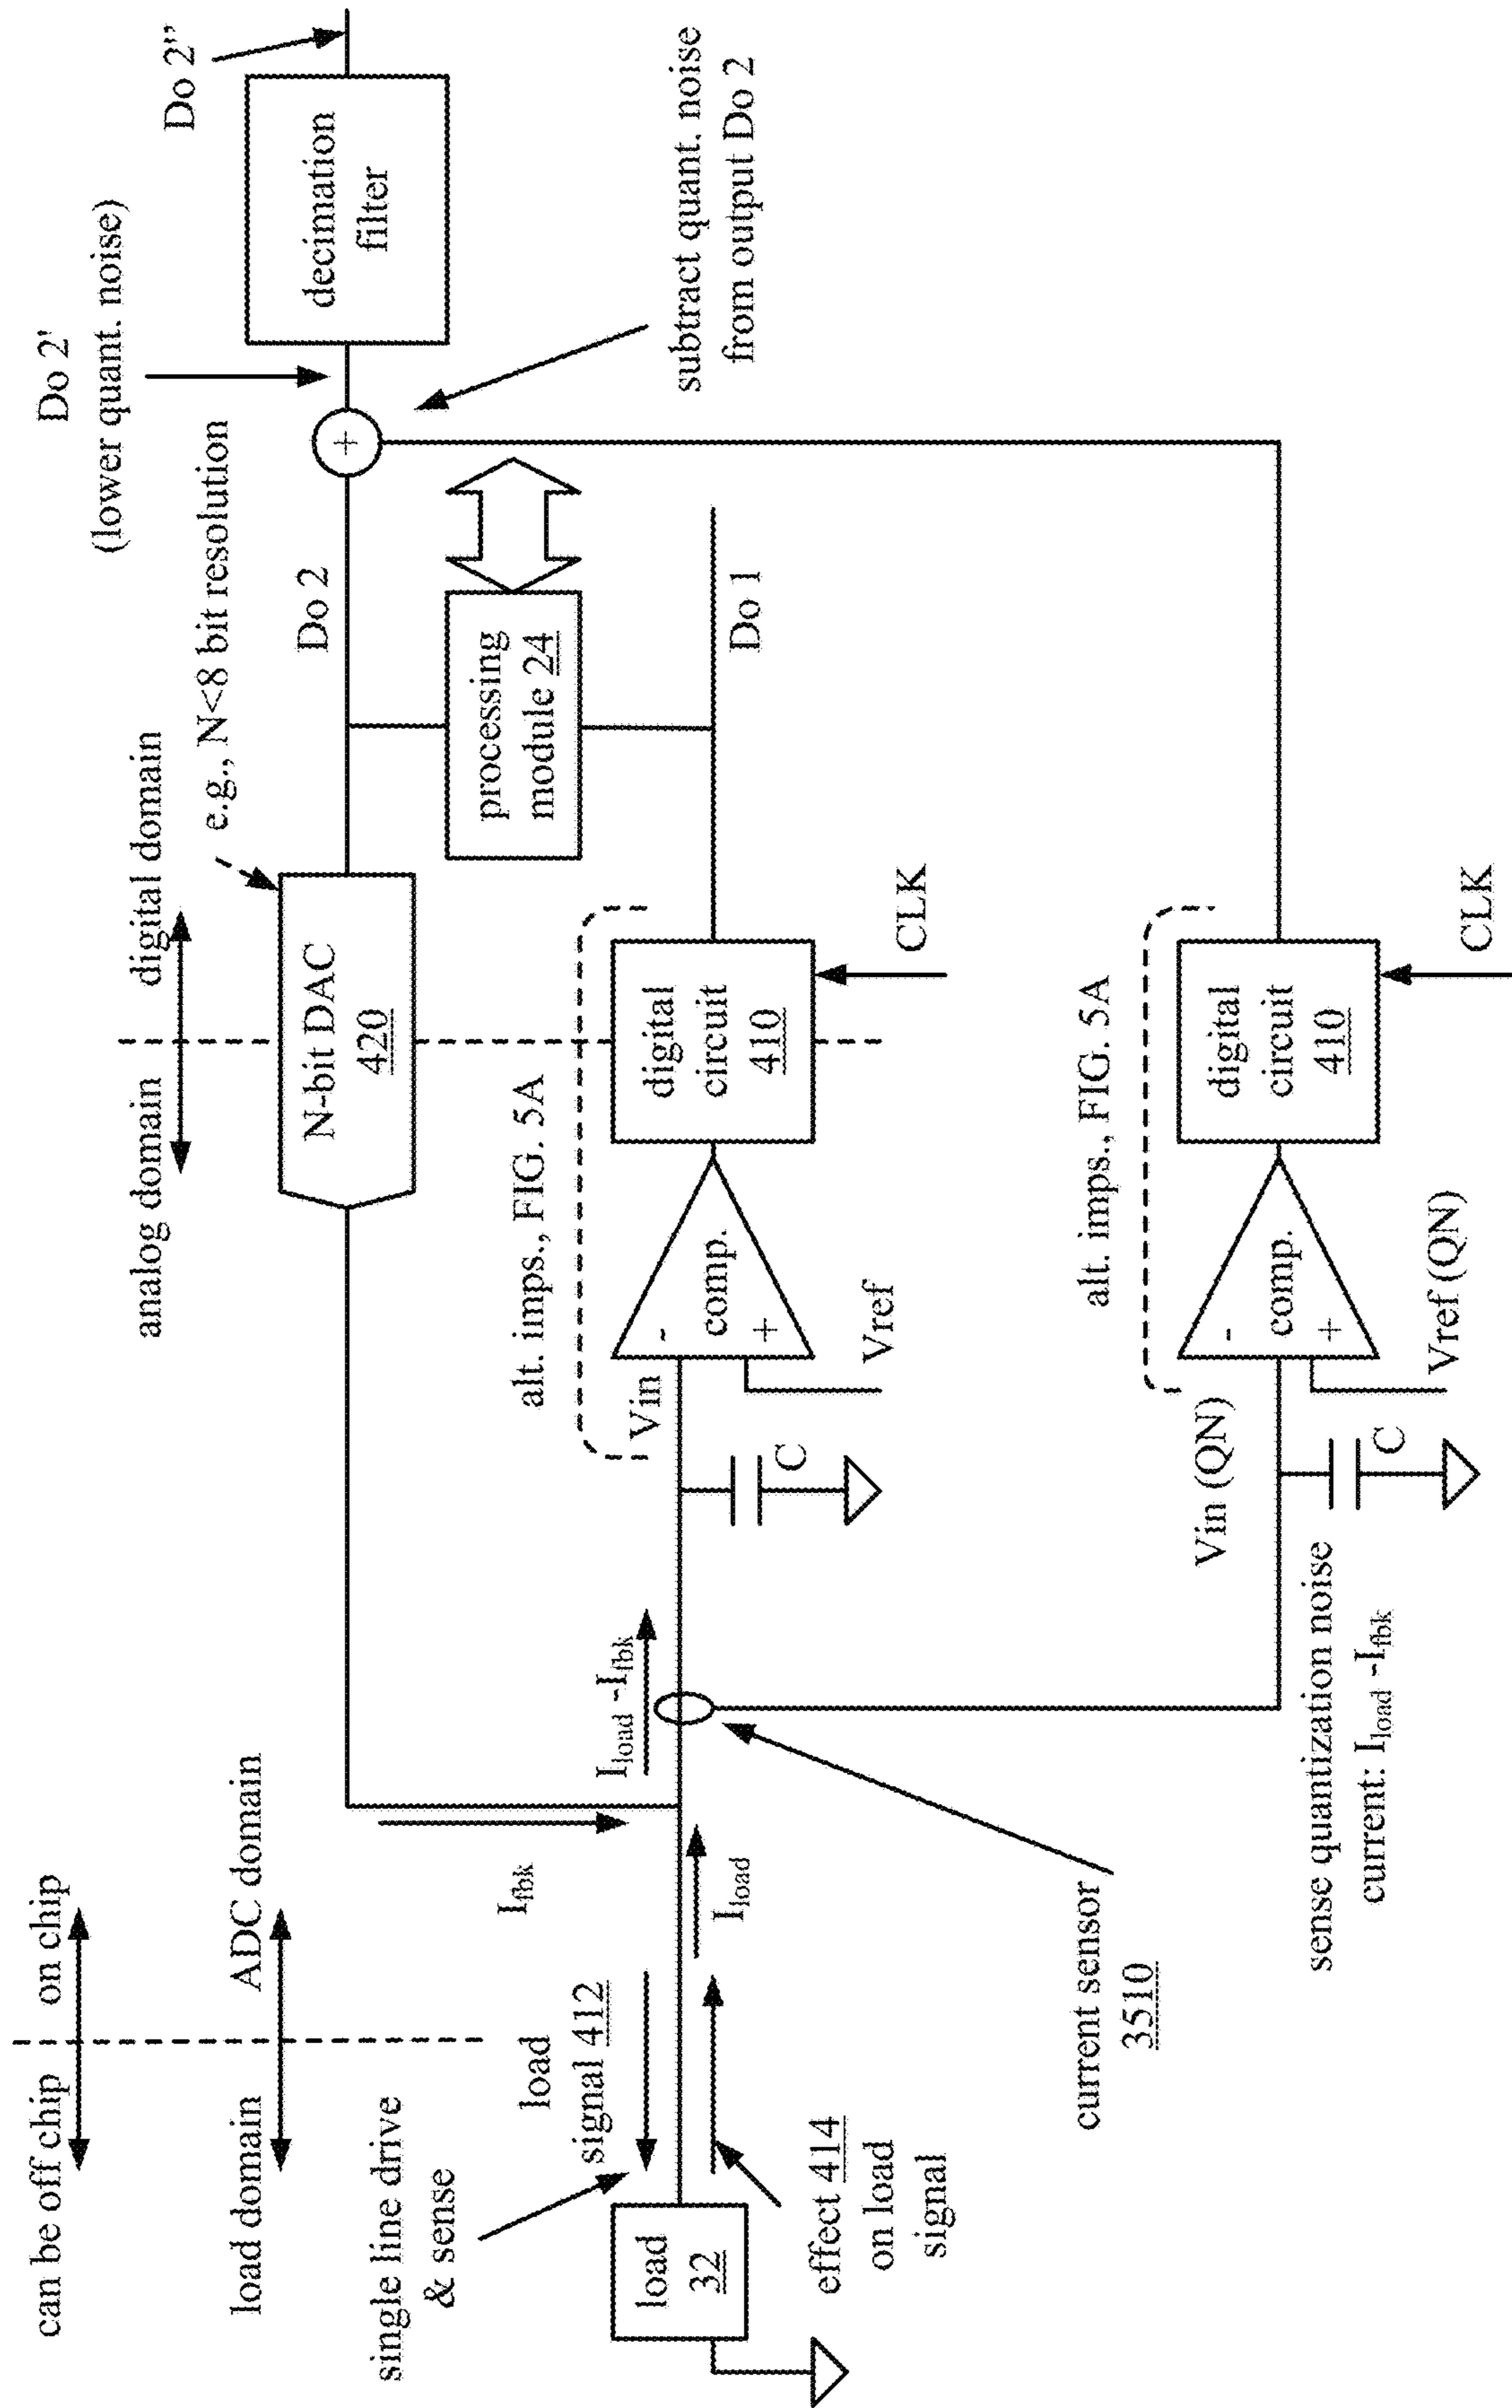 can be off chip
on chip
load domain
ADC domain
analog domain
digital domain
e.g., N<8 bit resolution
Do 2'
(lower quant. noise)
Do 2”
N-bit DAC
420
Do 2
decimation
filter
+
single line drive
& sense
load
signal 412
Ifbk
Iload -Ifbk
Iload
load
32
effect 414
on load
signal
alt. imps., FIG. 5A
Vin
C
-
comp.
+
Vref
digital
circuit
410
CLK
processing
module 24
Do 1
subtract quant. noise
from output Do 2
current sensor
3510
alt. imps., FIG. 5A
Vin (QN)
C
-
comp.
+
Vref (QN)
digital
circuit
410
CLK
sense quantization noise
current: Iload -Ifbk